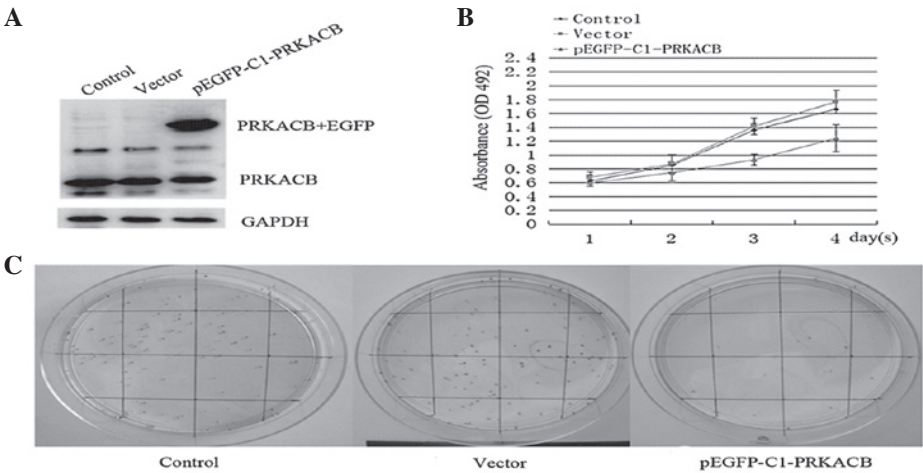 A
Control
Vector
pEGFP-C1-PRKACB
PRKACB+EGFP
PRKACB
GAPDH
B
Control
Vector
pEGFP-C1-PRKACB
Absorbance (OD 492)
2.4
2.2
2
1.8
1.6
1.4
1.2
1
0.8
0.6
0.4
0.2
0
1 2 3 4 day(s)
C
Control Vector pEGFP-C1-PRKACB